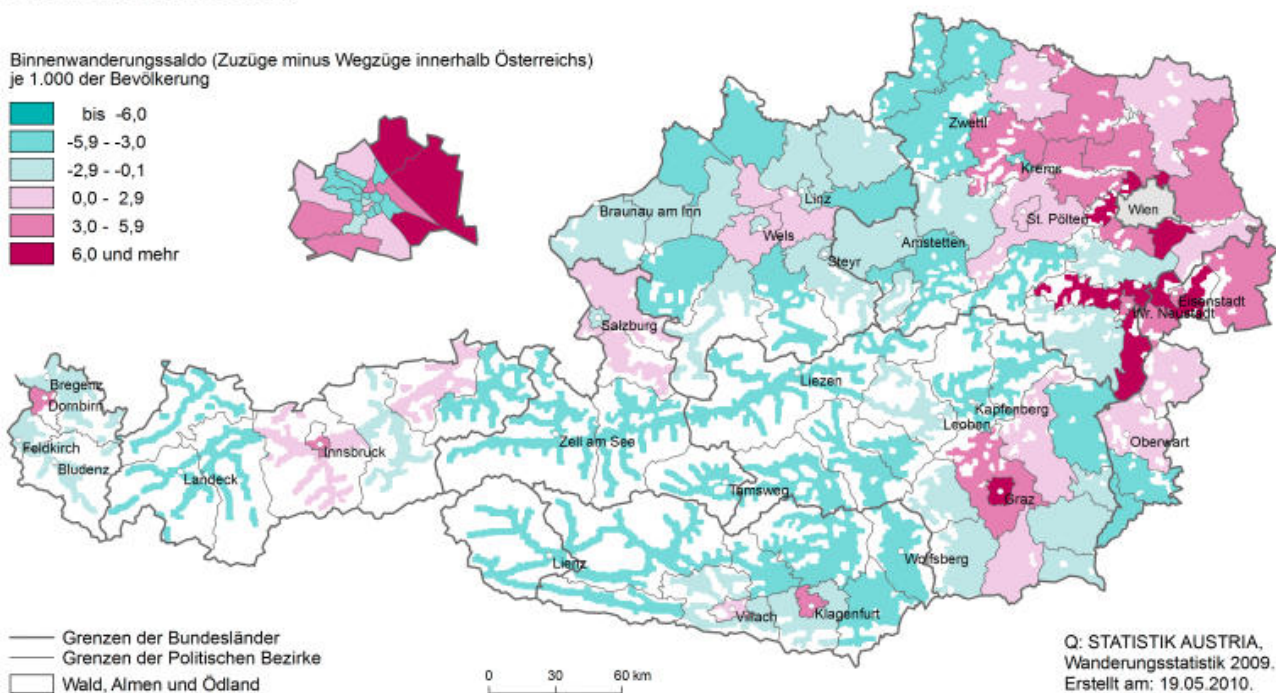 Binnenwanderungssaldo (Zuzüge minus Wegzüge innerhalb Österreichs)
je 1.000 der Bevölkerung
bis -6,0
-5,9 - -3,0
-2,9 - -0,1
0,0 - 2,9
3,0 - 5,9
6,0 und mehr
Zwettl
Krems
Braunau am Inn
Linz
St. Pölten
Wien
Wels
Amstetten
Steyr
Eisenstadt
Wr. Neustadt
Salzburg
Bregenz
Dornbirn
Liezen
Kapfenberg
Leoben
Feldkirch
Innsbruck
Zell am See
Oberwart
Bludenz
Landeck
Tamsweg
Graz
Lienz
Wolfsberg
Villach
Klagenfurt
Grenzen der Bundesländer
Grenzen der Politischen Bezirke
Wald, Almen und Ödland
0 30 60 km
Q: STATISTIK AUSTRIA,
Wanderungsstatistik 2009.
Erstellt am: 19.05.2010.